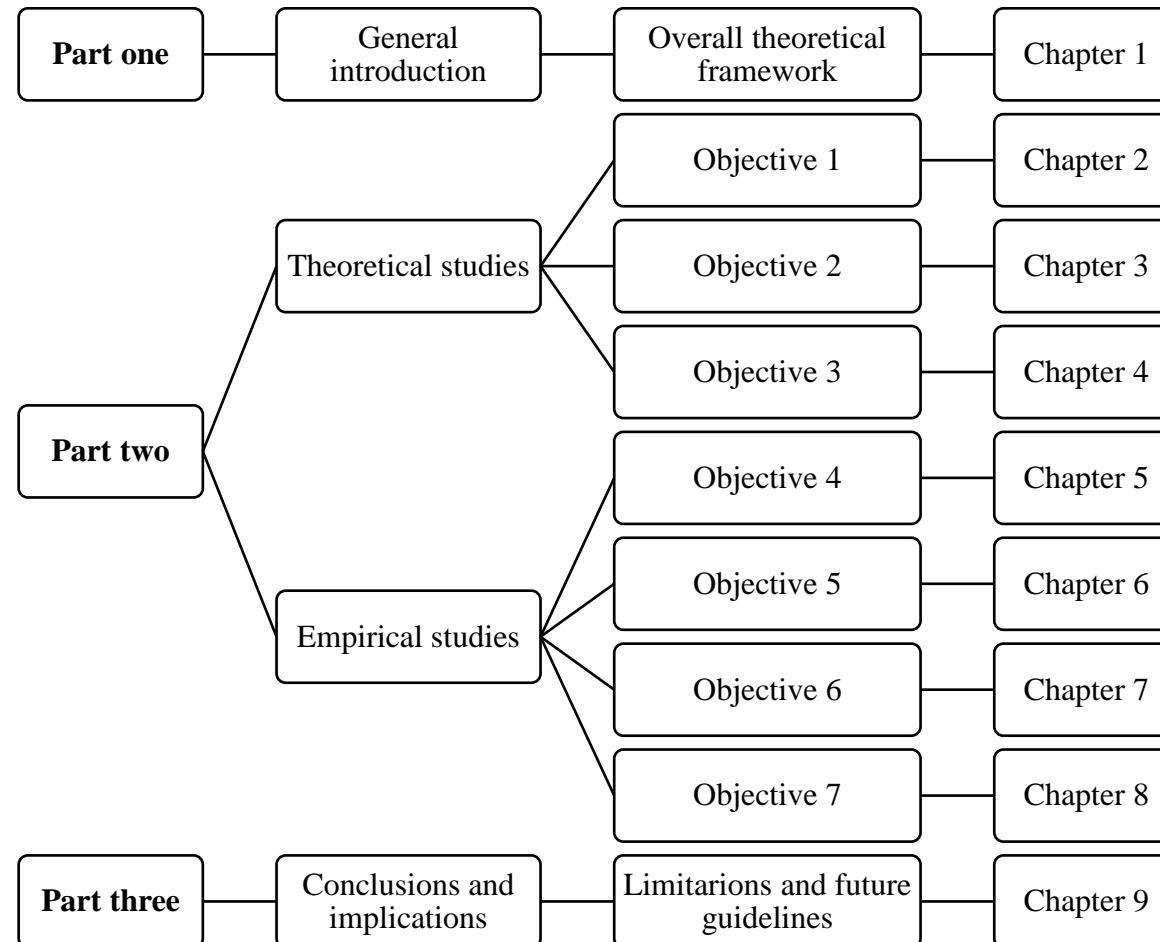 Part one
General
introduction
Overall theoretical
framework
Chapter 1
Objective 1
Chapter 2
Theoretical studies
Objective 2
Chapter 3
Objective 3
Chapter 4
Part two
Objective 4
Chapter 5
Empirical studies
Objective 5
Chapter 6
Objective 6
Chapter 7
Objective 7
Chapter 8
Part three
Conclusions and
implications
Limitarions and future
guidelines
Chapter 9